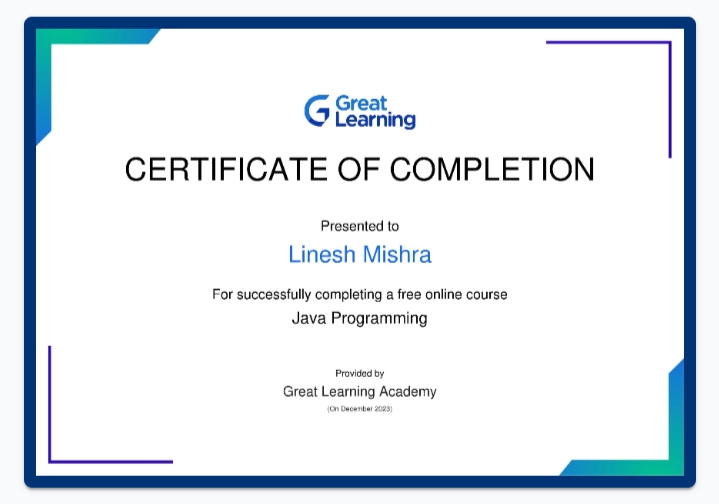 Great
Learning
CERTIFICATE OF COMPLETION
Presented to
Linesh Mishra
For successfully completing a free online course
Java Programming
Provided by
Great Learning Academy
(On December 2023)